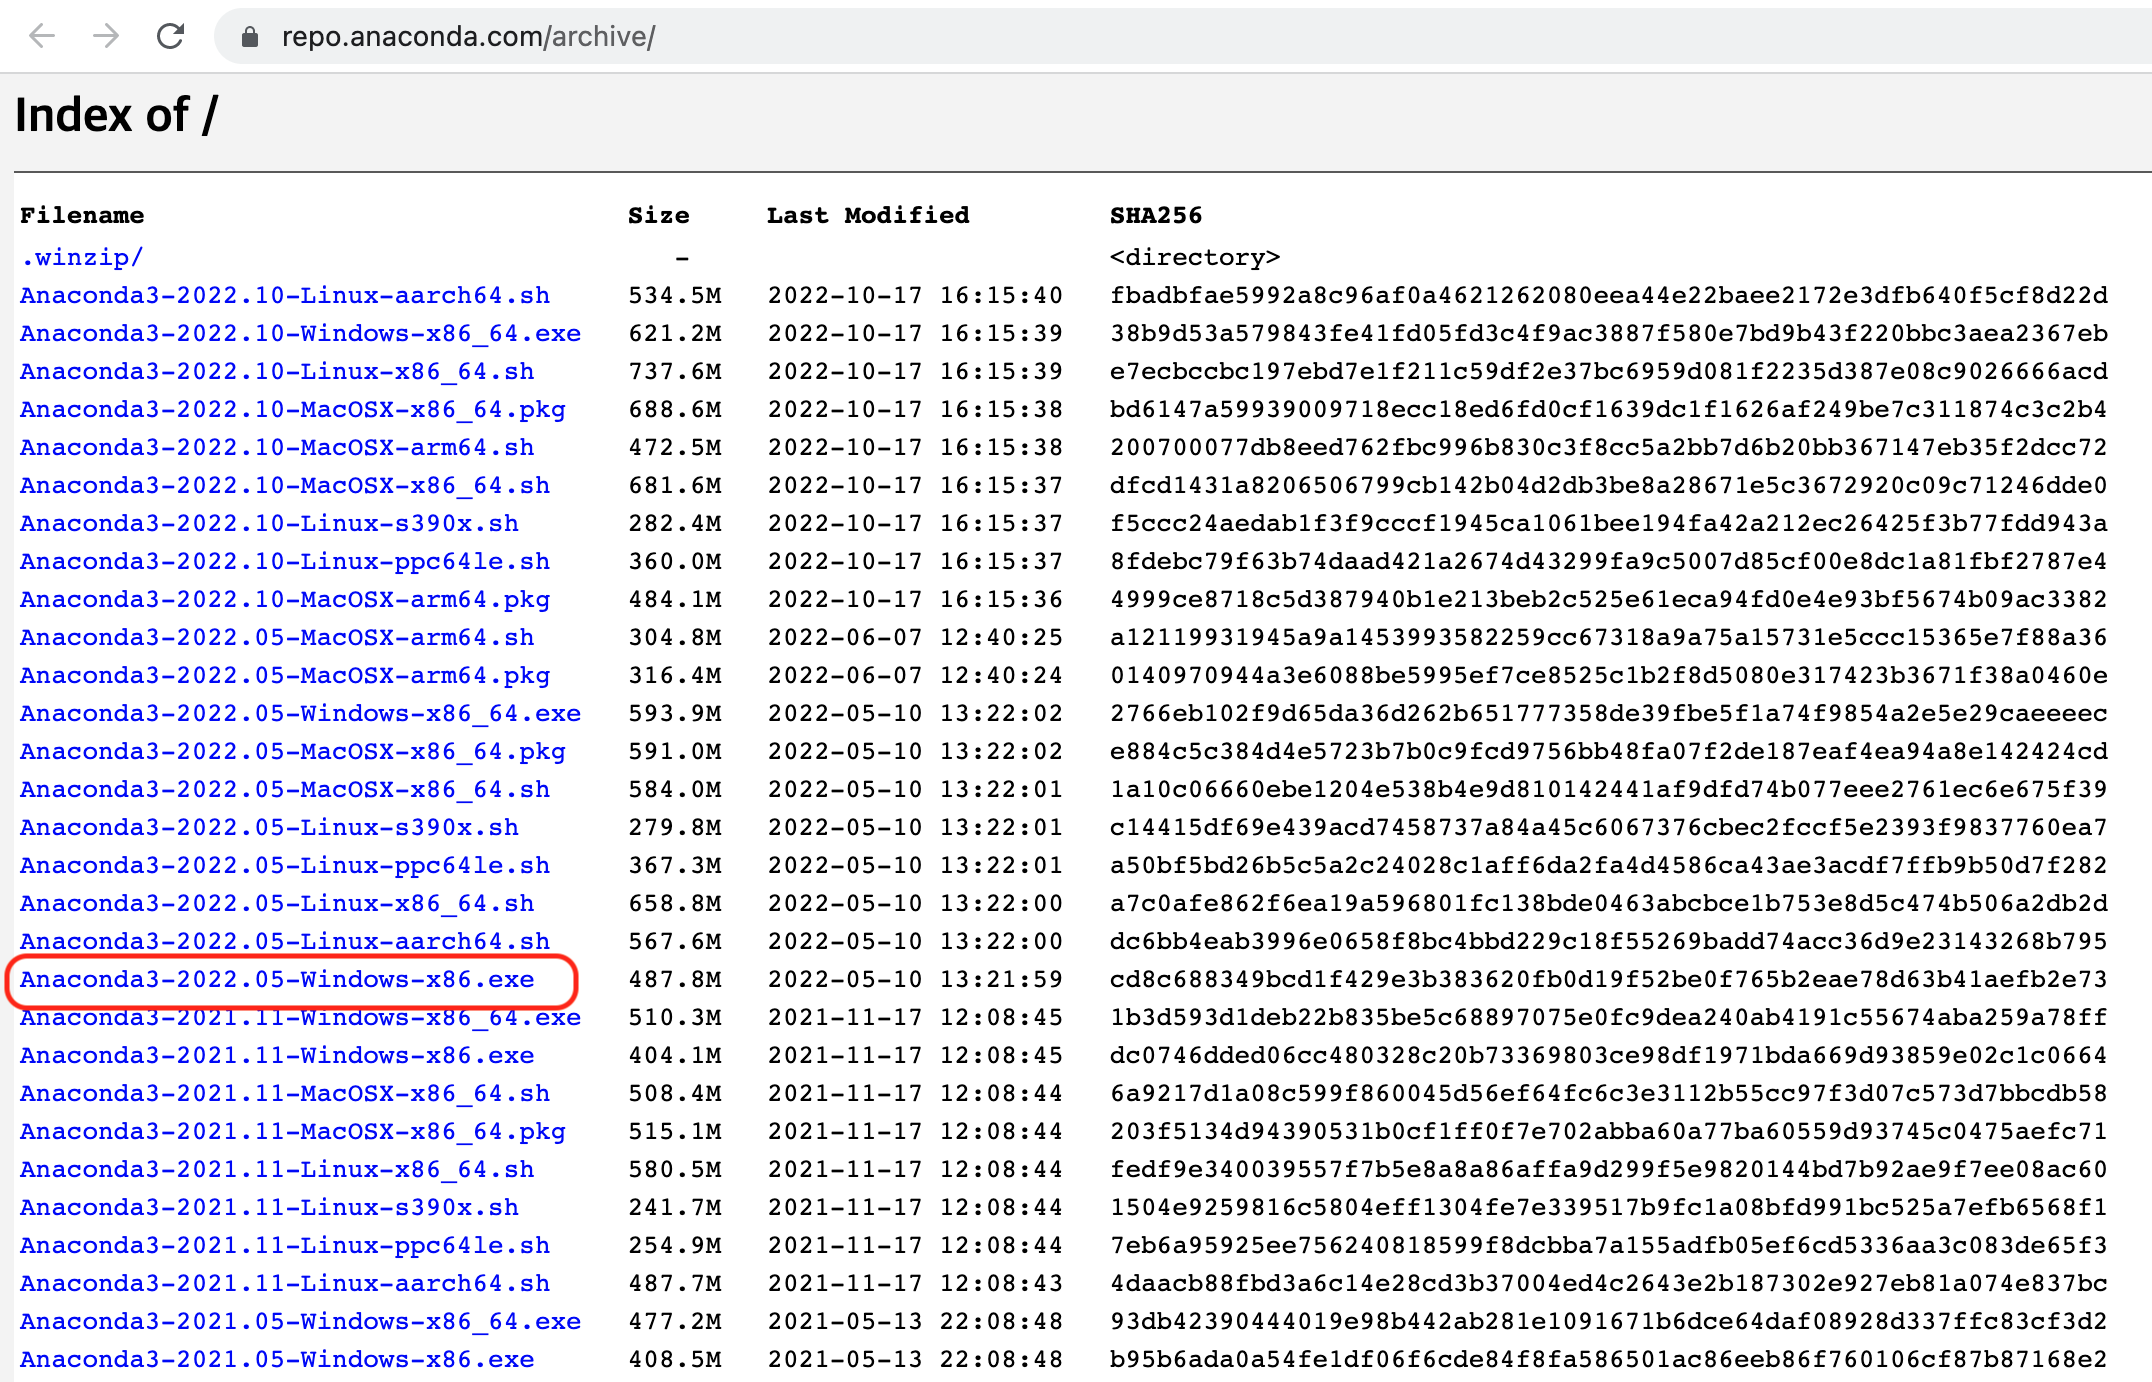 repo.anaconda.com/archive/
Index of /
Filename Size Last Modified SHA256
.winzip/ - <directory>
Anaconda3-2022.10-Linux-aarch64.sh 534.5M 2022-10-17 16:15:40 fbadbfae5992a8c96af0a4621262080eea44e22baee2172e3dfb640f5cf8d22d
Anaconda3-2022.10-Windows-x86_64.exe 621.2M 2022-10-17 16:15:39 38b9d53a579843fe41fd05fd3c4f9ac3887f580e7bd9b43f220bbc3aea2367eb
Anaconda3-2022.10-Linux-x86_64.sh 737.6M 2022-10-17 16:15:39 e7ecbccbc197ebd7e1f211c59df2e37bc6959d081f2235d387e08c9026666acd
Anaconda3-2022.10-MacOSX-x86_64.pkg 688.6M 2022-10-17 16:15:38 bd6147a59939009718ecc18ed6fd0cf1639dc1f1626af249be7c311874c3c2b4
Anaconda3-2022.10-MacOSX-arm64.sh 472.5M 2022-10-17 16:15:38 200700077db8eed762fbc996b830c3f8cc5a2bb7d6b20bb367147eb35f2dcc72
Anaconda3-2022.10-MacOSX-x86_64.sh 681.6M 2022-10-17 16:15:37 dfcd1431a8206506799cb142b04d2db3be8a28671e5c3672920c09c71246dde0
Anaconda3-2022.10-Linux-s390x.sh 282.4M 2022-10-17 16:15:37 f5ccc24aedab1f3f9cccf1945ca1061bee194fa42a212ec26425f3b77fdd943a
Anaconda3-2022.10-Linux-ppc64le.sh 360.0M 2022-10-17 16:15:37 8fdebc79f63b74daad421a2674d43299fa9c5007d85cf00e8dc1a81fbf2787e4
Anaconda3-2022.10-MacOSX-arm64.pkg 484.1M 2022-10-17 16:15:36 4999ce8718c5d387940b1e213beb2c525e61eca94fd0e4e93bf5674b09ac3382
Anaconda3-2022.05-MacOSX-arm64.sh 304.8M 2022-06-07 12:40:25 a12119931945a9a1453993582259cc67318a9a75a15731e5ccc15365e7f88a36
Anaconda3-2022.05-MacOSX-arm64.pkg 316.4M 2022-06-07 12:40:24 0140970944a3e6088be5995ef7ce8525c1b2f8d5080e317423b3671f38a0460e
Anaconda3-2022.05-Windows-x86_64.exe 593.9M 2022-05-10 13:22:02 2766eb102f9d65da36d262b651777358de39fbe5f1a74f9854a2e5e29caeeeec
Anaconda3-2022.05-MacOSX-x86_64.pkg 591.0M 2022-05-10 13:22:02 e884c5c384d4e5723b7b0c9fcd9756bb48fa07f2de187eaf4ea94a8e142424cd
Anaconda3-2022.05-MacOSX-x86_64.sh 584.0M 2022-05-10 13:22:01 1a10c06660ebe1204e538b4e9d810142441af9dfd74b077eee2761ec6e675f39
Anaconda3-2022.05-Linux-s390x.sh 279.8M 2022-05-10 13:22:01 c14415df69e439acd7458737a84a45c6067376cbec2fccf5e2393f9837760ea7
Anaconda3-2022.05-Linux-ppc64le.sh 367.3M 2022-05-10 13:22:01 a50bf5bd26b5c5a2c24028c1aff6da2fa4d4586ca43ae3acdf7ffb9b50d7f282
Anaconda3-2022.05-Linux-x86_64.sh 658.8M 2022-05-10 13:22:00 a7c0afe862f6ea19a596801fc138bde0463abcbce1b753e8d5c474b506a2db2d
Anaconda3-2022.05-Linux-aarch64.sh 567.6M 2022-05-10 13:22:00 dc6bb4eab3996e0658f8bc4bbd229c18f55269badd74acc36d9e23143268b795
Anaconda3-2022.05-Windows-x86.exe 487.8M 2022-05-10 13:21:59 cd8c688349bcd1f429e3b383620fb0d19f52be0f765b2eae78d63b41aefb2e73
Anaconda3-2021.11-Windows-x86_64.exe 510.3M 2021-11-17 12:08:45 1b3d593d1deb22b835be5c68897075e0fc9dea240ab4191c55674aba259a78ff
Anaconda3-2021.11-Windows-x86.exe 404.1M 2021-11-17 12:08:45 dc0746dded06cc480328c20b73369803ce98df1971bda669d93859e02c1c0664
Anaconda3-2021.11-MacOSX-x86_64.sh 508.4M 2021-11-17 12:08:44 6a9217d1a08c599f860045d56ef64fc6c3e3112b55cc97f3d07c573d7bbcdb58
Anaconda3-2021.11-MacOSX-x86_64.pkg 515.1M 2021-11-17 12:08:44 203f5134d94390531b0cf1ff0f7e702abba60a77ba60559d93745c0475aefc71
Anaconda3-2021.11-Linux-x86_64.sh 580.5M 2021-11-17 12:08:44 fedf9e340039557f7b5e8a8a86affa9d299f5e9820144bd7b92ae9f7ee08ac60
Anaconda3-2021.11-Linux-s390x.sh 241.7M 2021-11-17 12:08:44 1504e9259816c5804eff1304fe7e339517b9fc1a08bfd991bc525a7efb6568f1
Anaconda3-2021.11-Linux-ppc64le.sh 254.9M 2021-11-17 12:08:44 7eb6a95925ee756240818599f8dcbba7a155adfb05ef6cd5336aa3c083de65f3
Anaconda3-2021.11-Linux-aarch64.sh 487.7M 2021-11-17 12:08:43 4daacb88fbd3a6c14e28cd3b37004ed4c2643e2b187302e927eb81a074e837bc
Anaconda3-2021.05-Windows-x86_64.exe 477.2M 2021-05-13 22:08:48 93db42390444019e98b442ab281e1091671b6dce64daf08928d337ffc83cf3d2
Anaconda3-2021.05-Windows-x86.exe 408.5M 2021-05-13 22:08:48 b95b6ada0a54fe1df06f6cde84f8fa586501ac86eeb86f760106cf87b87168e2